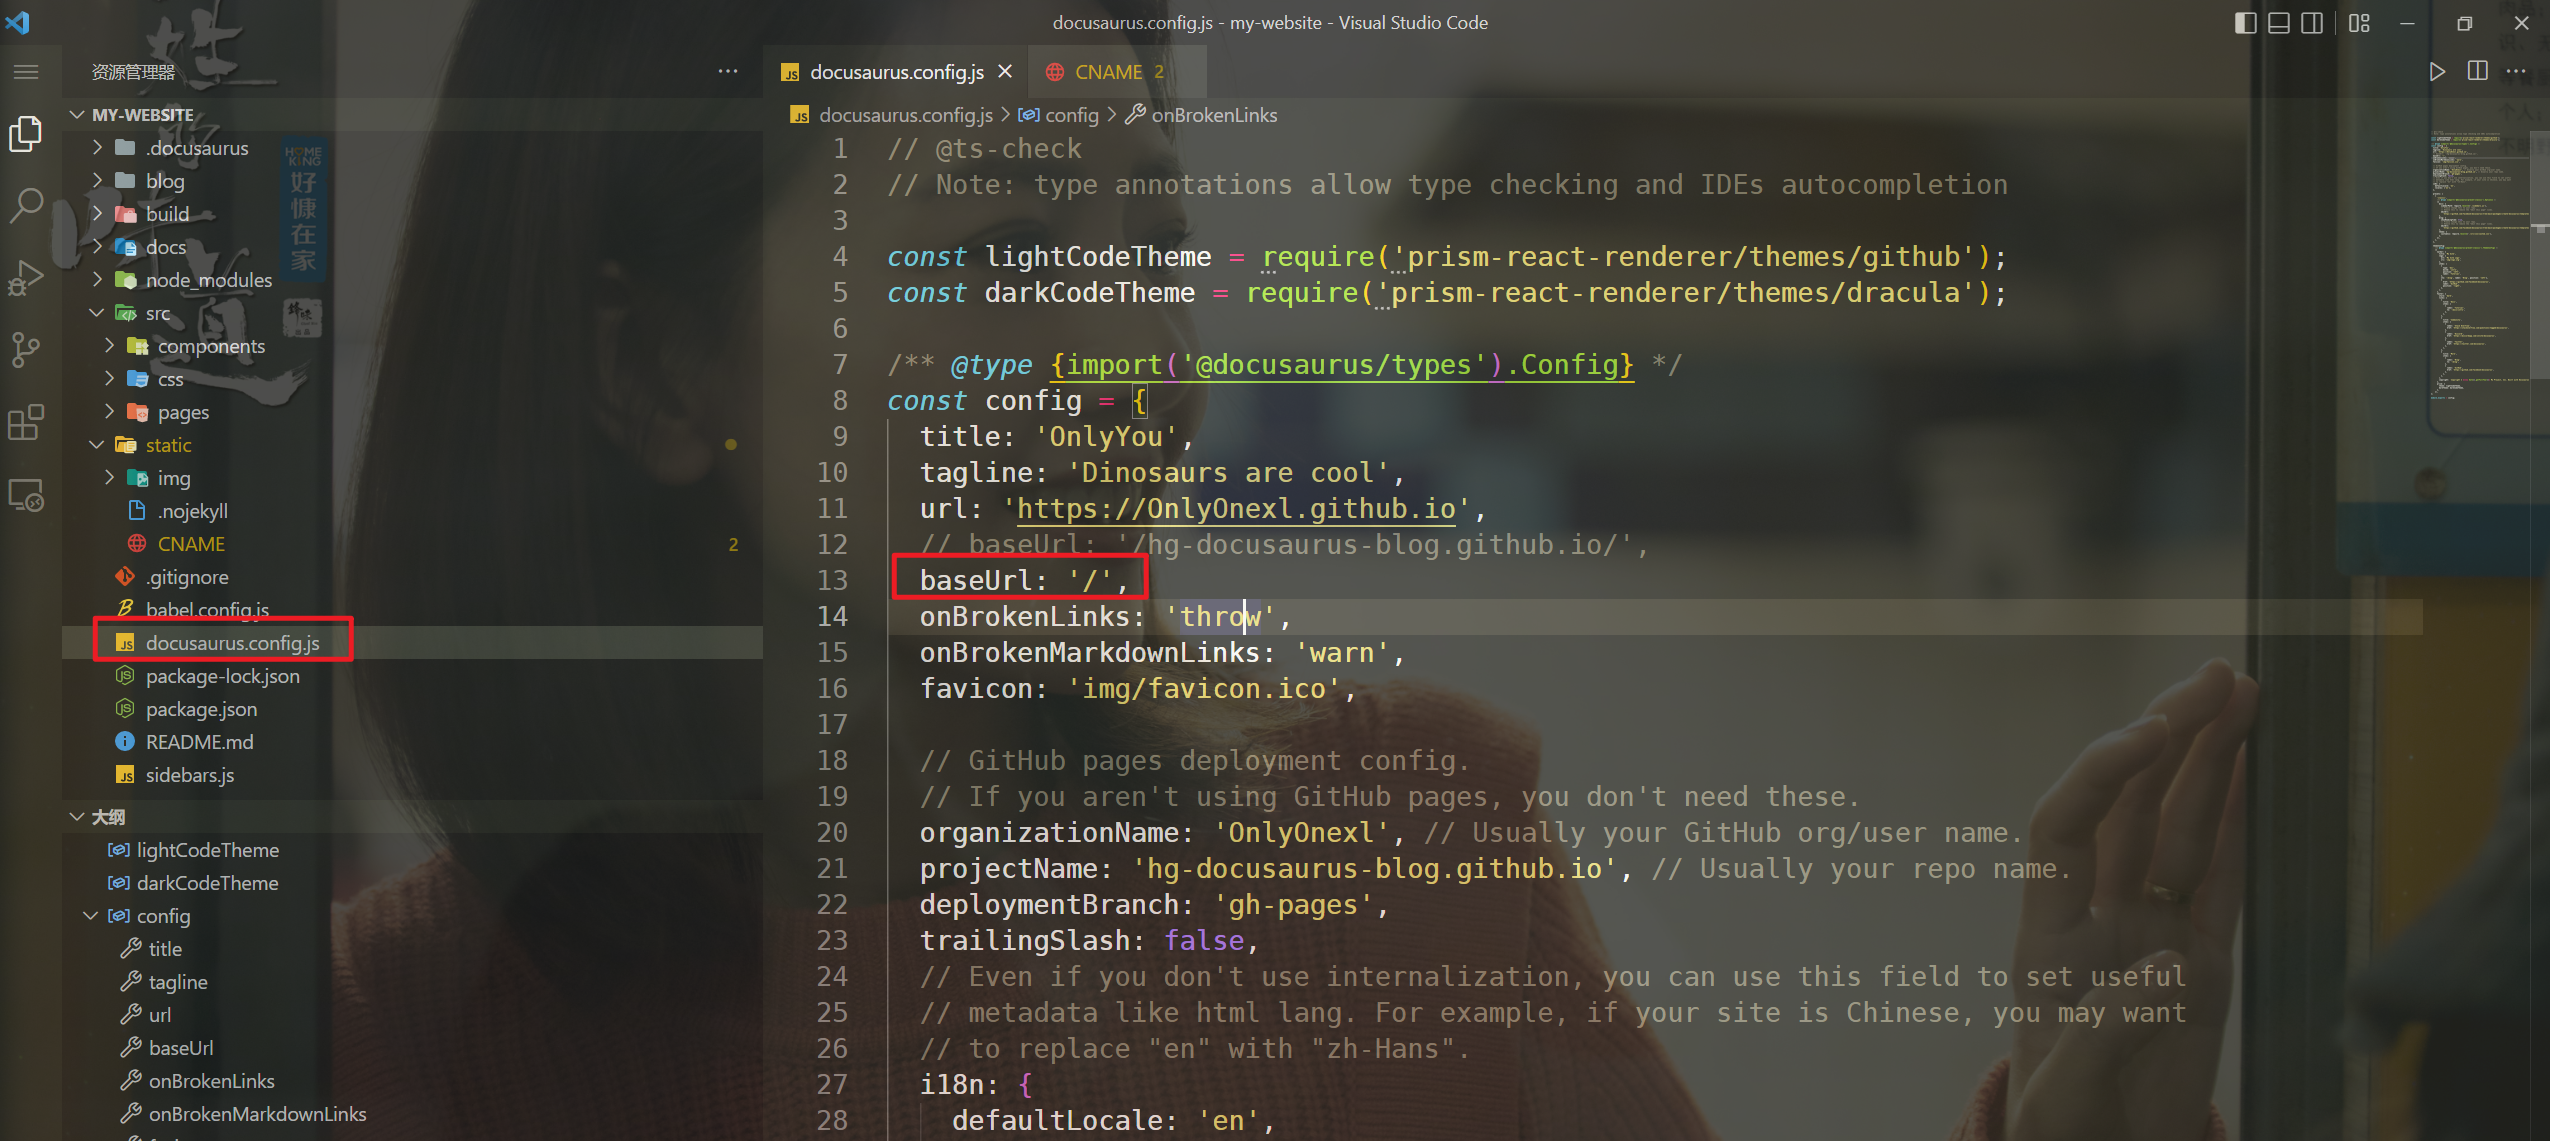 docusaurus.config.js - my-website - Visual Studio Code
资源管理器
MY-WEBSITE
.docusaurus
blog
build
docs
node_modules
src
components
css
pages
static
img
.nojekyll
CNAME 2
.gitignore
babel.config.js
docusaurus.config.js
package-lock.json
package.json
README.md
sidebars.js
大纲
lightCodeTheme
darkCodeTheme
config
title
tagline
url
baseUrl
onBrokenLinks
onBrokenMarkdownLinks
HOME
KING
好慷在家
docusaurus.config.js
CNAME 2
docusaurus.config.js > config > onBrokenLinks
1 // @ts-check
2 // Note: type annotations allow type checking and IDEs autocompletion
3
4 const lightCodeTheme = require('prism-react-renderer/themes/github');
5 const darkCodeTheme = require('prism-react-renderer/themes/dracula');
6
7 /** @type {import('@docusaurus/types').Config} */
8 const config = {
9 title: 'OnlyYou',
10 tagline: 'Dinosaurs are cool',
11 url: 'https://OnlyOnexl.github.io',
12 // baseUrl: '/hg-docusaurus-blog.github.io/',
13 baseUrl: '/',
14 onBrokenLinks: 'throw',
15 onBrokenMarkdownLinks: 'warn',
16 favicon: 'img/favicon.ico',
17
18 // GitHub pages deployment config.
19 // If you aren't using GitHub pages, you don't need these.
20 organizationName: 'OnlyOnexl', // Usually your GitHub org/user name.
21 projectName: 'hg-docusaurus-blog.github.io', // Usually your repo name.
22 deploymentBranch: 'gh-pages',
23 trailingSlash: false,
24 // Even if you don't use internalization, you can use this field to set useful
25 // metadata like html lang. For example, if your site is Chinese, you may want
26 // to replace "en" with "zh-Hans".
27 i18n: {
28 defaultLocale: 'en',